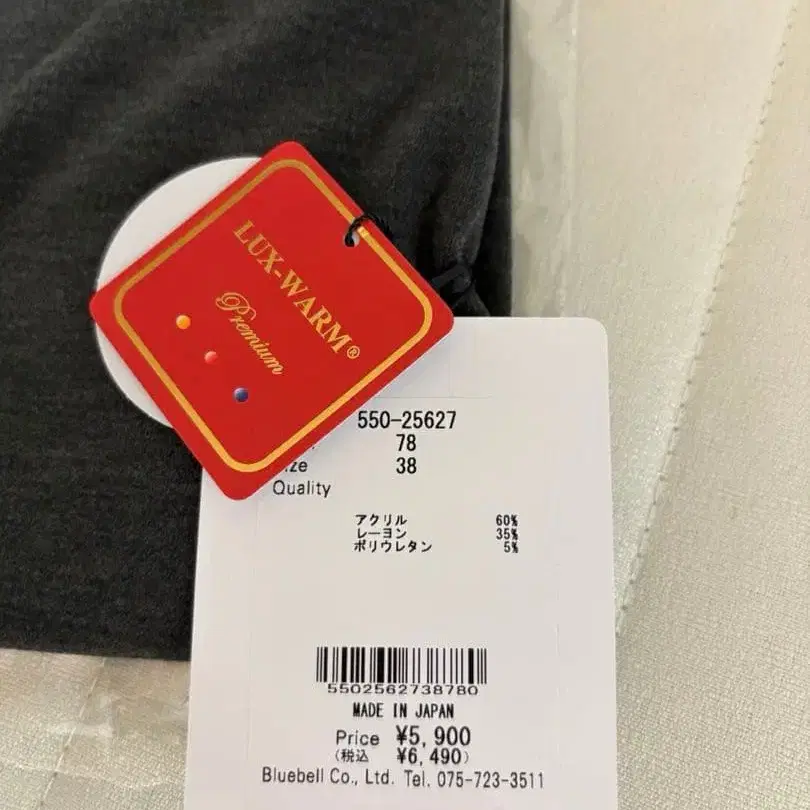 LUX-WARM®
Premium
550-25627
78
38
Quality
アクリル 60%
レーヨン 35%
ポリウレタン 5%
5502562738780
MADE IN JAPAN
Price ¥5,900
(税込 ¥6,490)
Bluebell Co., Ltd. Tel. 075-723-3511